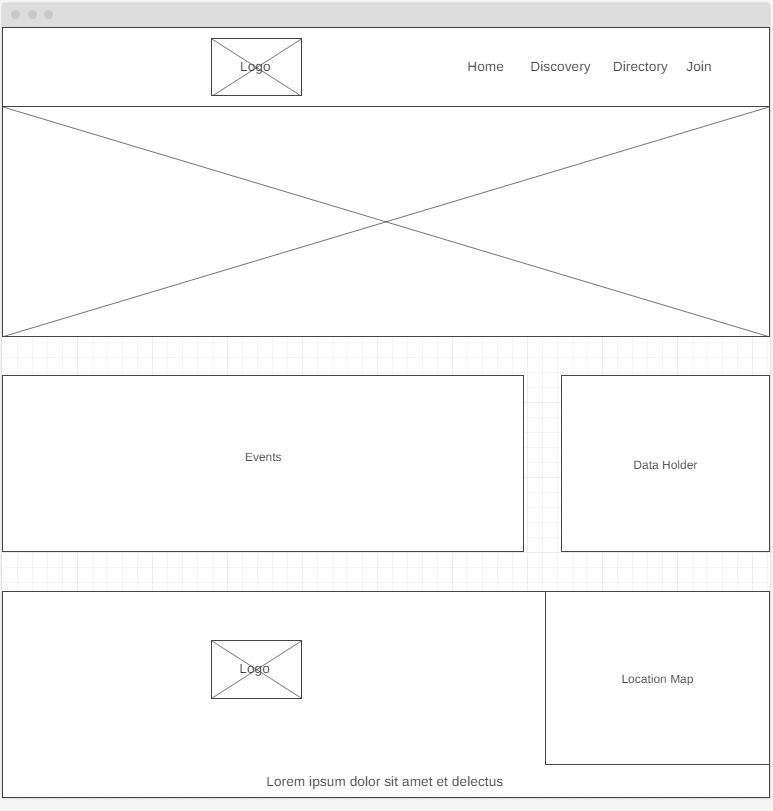 Logo
Home Discovery Directory Join
Events
Data Holder
Logo
Location Map
Lorem ipsum dolor sit amet et delectus